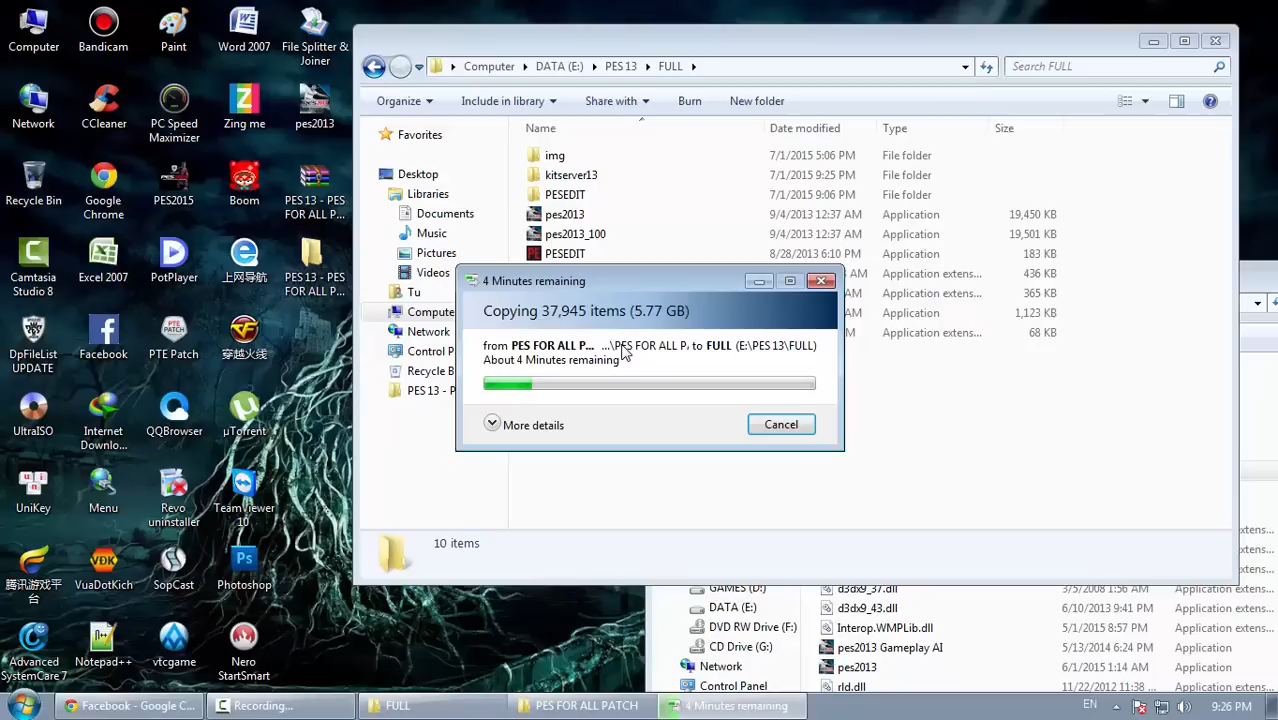 Computer
Bandicam
Paint
Word 2007
File Splitter &
Joiner
Network
CCleaner
PC Speed
Maximizer
Zing me
pes2013
Recycle Bin
Google
Chrome
PES2015
Boom
PES 13 - PES
FOR ALL P...
Camtasia
Studio 8
Excel 2007
PotPlayer
上网导航
PES 13 - PES
FOR ALL P...
DpFileList
UPDATE
Facebook
PTE Patch
穿越火线
UltraISO
Internet
Downlo...
QQBrowser
µTorrent
UniKey
Menu
Revo
uninstaller
TeamViewer
10
腾讯游戏平
台
VuaDotKich
SopCast
Photoshop
Advanced
SystemCare 7
Notepad++
vtcgame
Nero
StartSmart
Computer
DATA (E:)
PES 13
FULL
Search FULL
Organize
Include in library
Share with
Burn
New folder
Favorites
Desktop
Libraries
Documents
Music
Pictures
Videos
Tu
Compute
Network
Control P
Recycle B
PES 13 - P
Name
Date modified
Type
Size
img 7/1/2015 5:06 PM File folder
kitserver13 7/1/2015 9:25 PM File folder
PESEDIT 7/1/2015 9:06 PM File folder
pes2013 9/4/2013 12:37 AM Application 19,450 KB
pes2013_100 9/4/2013 12:37 AM Application 19,501 KB
PESEDIT 8/28/2013 6:10 PM Application 183 KB
AM Application extens... 436 KB
AM Application extens... 365 KB
AM Application 1,123 KB
AM Application extens... 68 KB
4 Minutes remaining
Copying 37,945 items (5.77 GB)
from PES FOR ALL P... ...\PES FOR ALL P. to FULL (E:\PES 13\FULL)
About 4 Minutes remaining
More details
Cancel
10 items
GAMES (D:)
DATA (E:)
DVD RW Drive (F:)
CD Drive (G:)
Network
Control Panel
d3dx9_37.dll 3/5/2008 1:56 AM Application extens...
d3dx9_43.dll 6/10/2013 9:41 PM Application extens...
Interop.WMPLib.dll 5/1/2015 8:57 PM Application extens...
pes2013 Gameplay AI 5/13/2014 6:24 PM Application
pes2013 6/1/2015 1:14 AM Application
rld.dll 11/22/2012 11:38 ... Application extens...
Facebook - Google C...
Recording...
FULL
PES FOR ALL PATCH
4 Minutes remaining
EN
9:26 PM